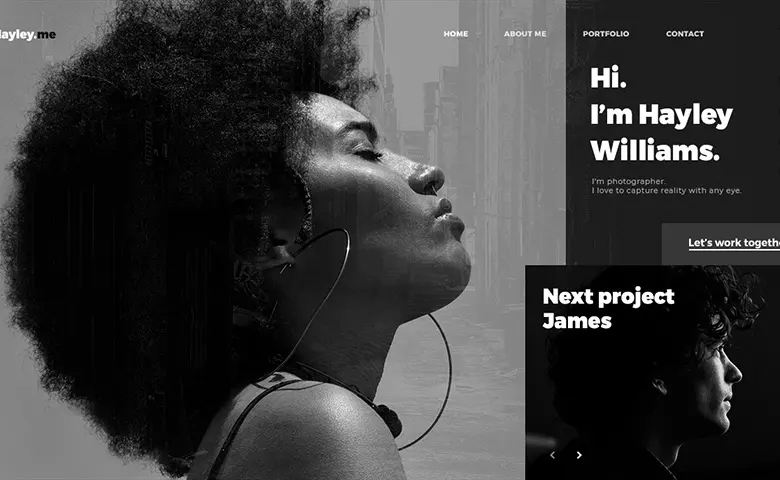 ayley.me
HOME ABOUT ME PORTFOLIO CONTACT
Hi.
I'm Hayley
Williams.
I'm photographer.
I love to capture reality with any eye.
Let's work togethe
Next project
James